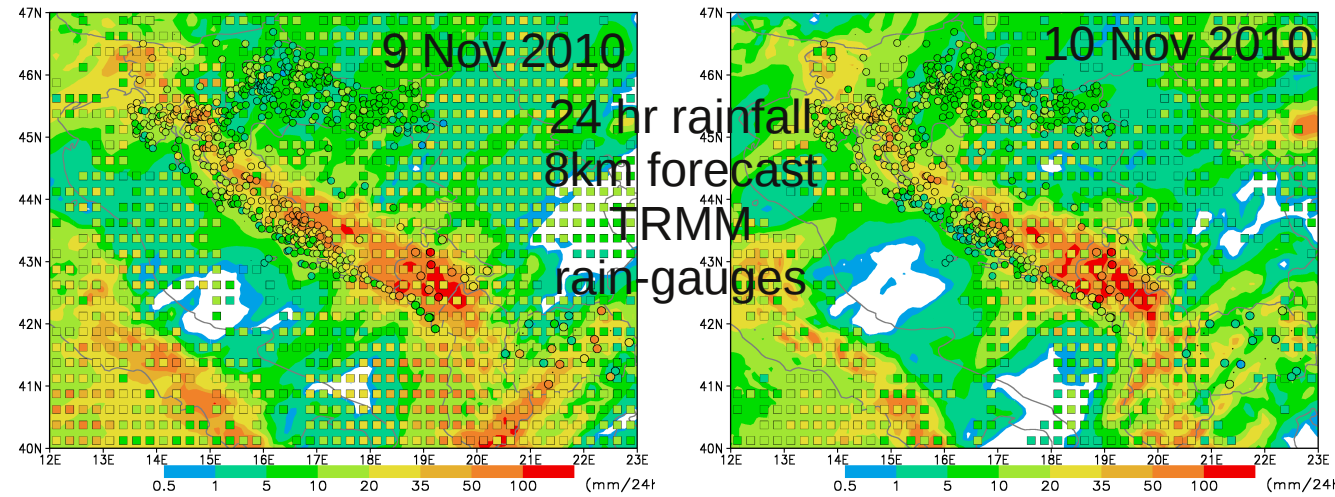 9 Nov 2010
10 Nov 2010
24 hr rainfall
8km forecast
TRMM
rain-gauges
47N
46N
45N
44N
43N
42N
41N
40N
12E 13E 14E 15E 16E 17E 18E 19E 20E 21E 22E 23E
0.5 1 5 10 20 35 50 100 (mm/24h
47N
46N
45N
44N
43N
42N
41N
40N
12E 13E 14E 15E 16E 17E 18E 19E 20E 21E 22E 23E
0.5 1 5 10 20 35 50 100 (mm/24h